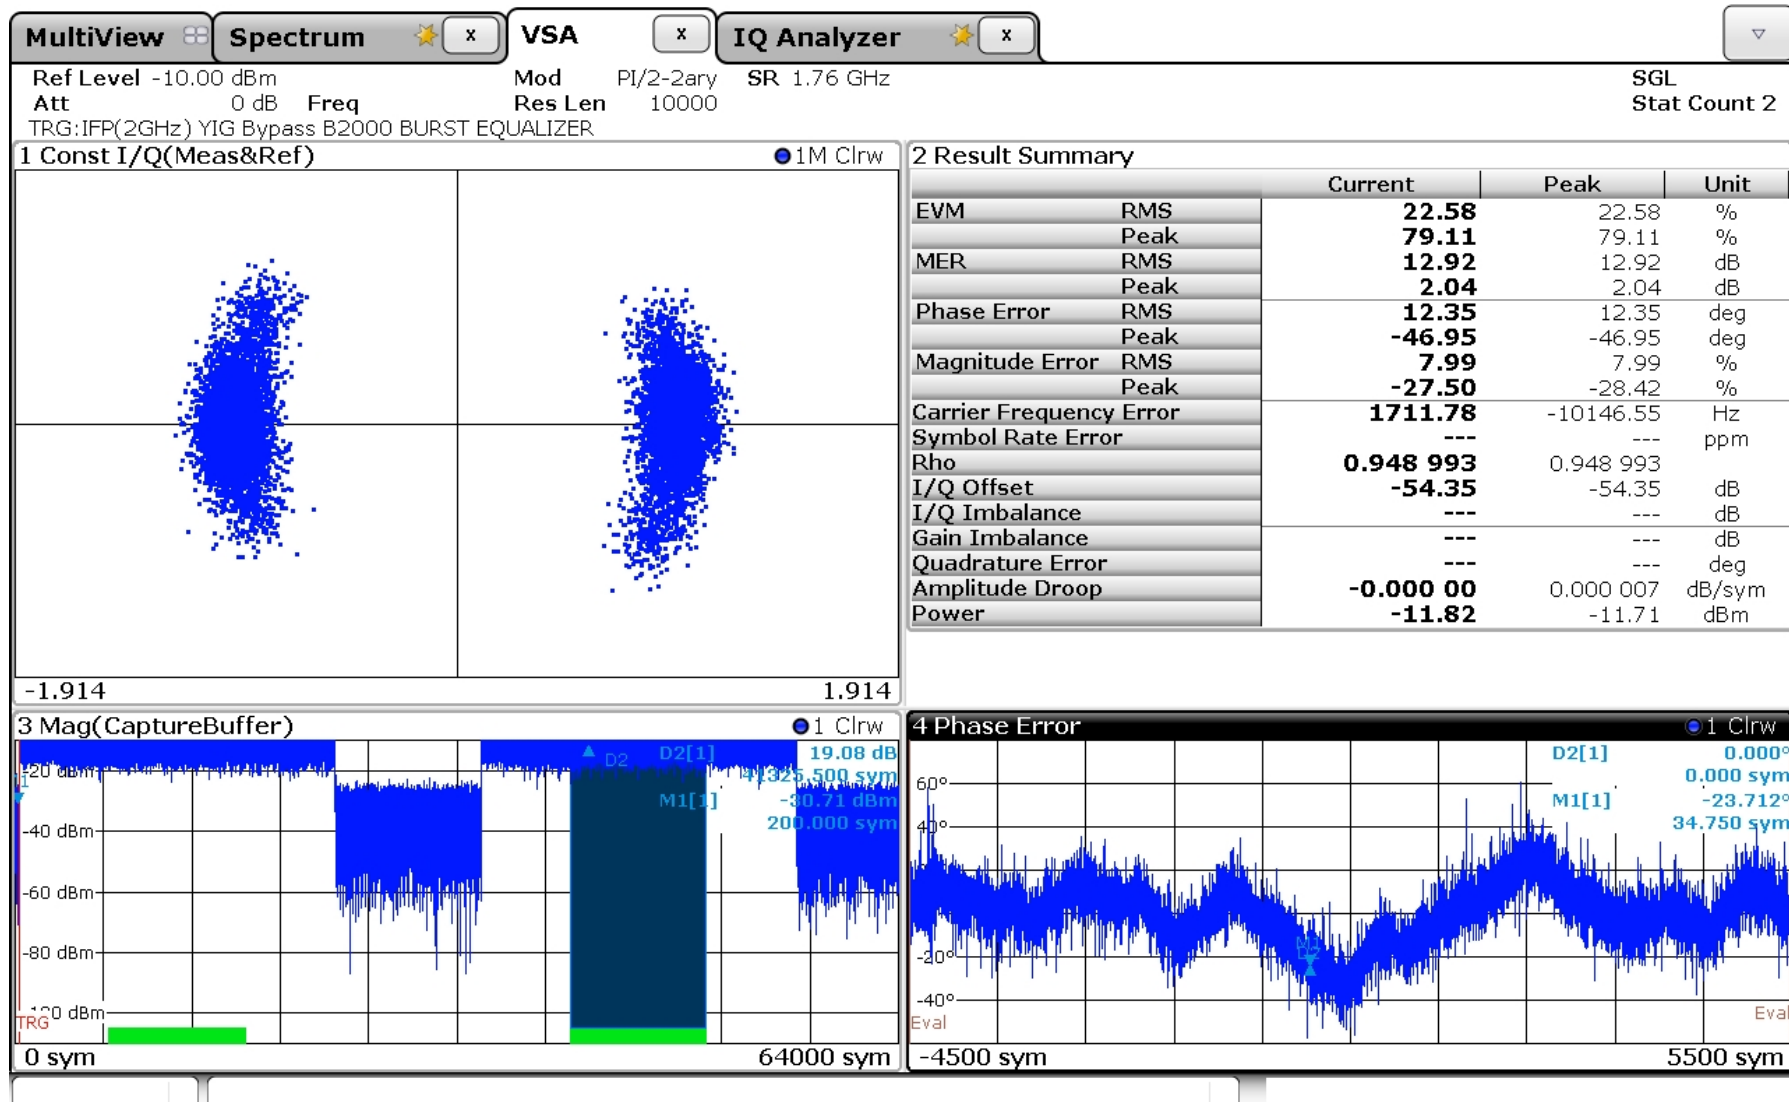 MultiView Spectrum x VSA x IQ Analyzer x
Ref Level -10.00 dBm Mod PI/2-2ary SR 1.76 GHz SGL
Att 0 dB Freq Res Len 10000 Stat Count 2
TRG:IFP(2GHz) YIG Bypass B2000 BURST EQUALIZER
1 Const I/Q(Meas&Ref) 1M Clrw
-1.914 1.914
2 Result Summary
Current Peak Unit
EVM RMS 22.58 22.58 %
Peak 79.11 79.11 %
MER RMS 12.92 12.92 dB
Peak 2.04 2.04 dB
Phase Error RMS 12.35 12.35 deg
Peak -46.95 -46.95 deg
Magnitude Error RMS 7.99 7.99 %
Peak -27.50 -28.42 %
Carrier Frequency Error 1711.78 -10146.55 Hz
Symbol Rate Error --- --- ppm
Rho 0.948 993 0.948 993
I/Q Offset -54.35 -54.35 dB
I/Q Imbalance --- --- dB
Gain Imbalance --- --- dB
Quadrature Error --- --- deg
Amplitude Droop -0.000 00 0.000 007 dB/sym
Power -11.82 -11.71 dBm
3 Mag(CaptureBuffer) 1 Clrw
D2 D2[1] 19.08 dB
-20 dBm 41325.500 sym
M1[1] -30.71 dBm
200.000 sym
-40 dBm
-60 dBm
-80 dBm
TRG
0 sym 64000 sym
4 Phase Error 1 Clrw
D2[1] 0.000°
60° 0.000 sym
M1[1] -23.712°
40° 34.750 sym
M1
-20° D2
-40°
Eval Eval
-4500 sym 5500 sym